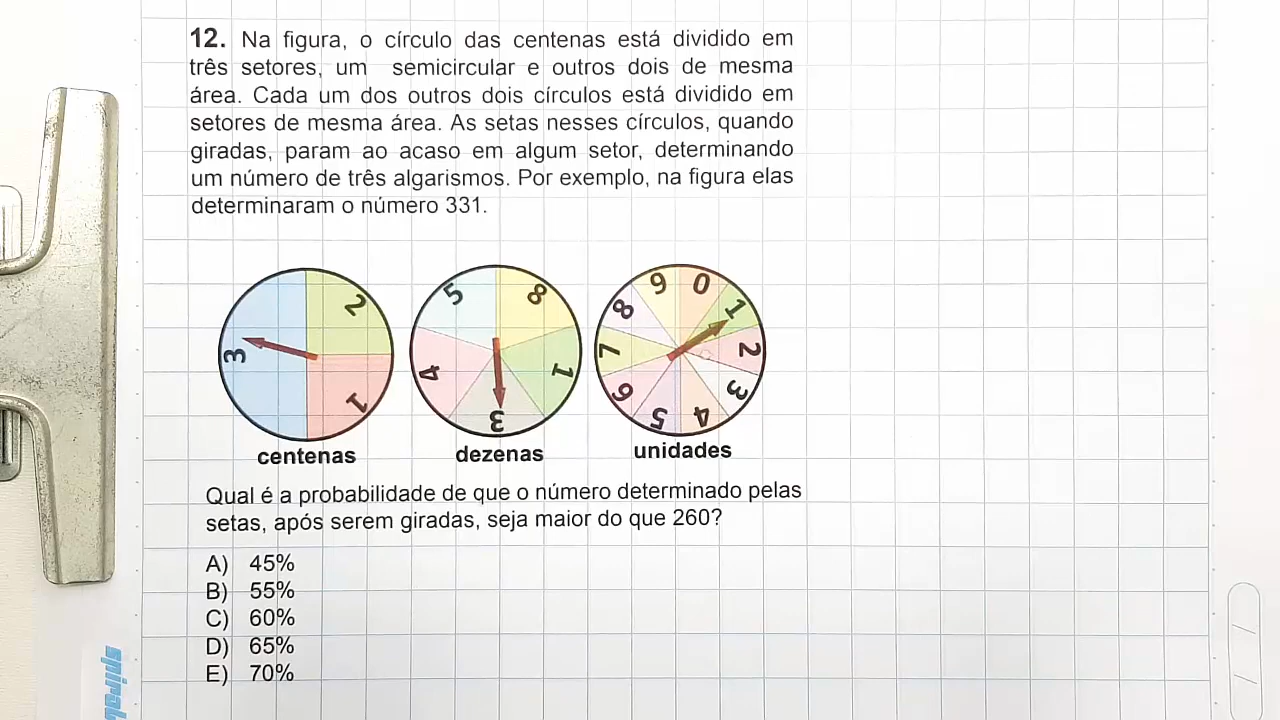 12. Na figura, o círculo das centenas está dividido em
três setores, um semicircular e outros dois de mesma
área. Cada um dos outros dois círculos está dividido em
setores de mesma área. As setas nesses círculos, quando
giradas, param ao acaso em algum setor, determinando
um número de três algarismos. Por exemplo, na figura elas
determinaram o número 331.
3 2 1
5 8 1 3 4
9 0 1 2 3 4 5 6 7 8
centenas
dezenas
unidades
Qual é a probabilidade de que o número determinado pelas
setas, após serem giradas, seja maior do que 260?
A) 45%
B) 55%
C) 60%
D) 65%
E) 70%